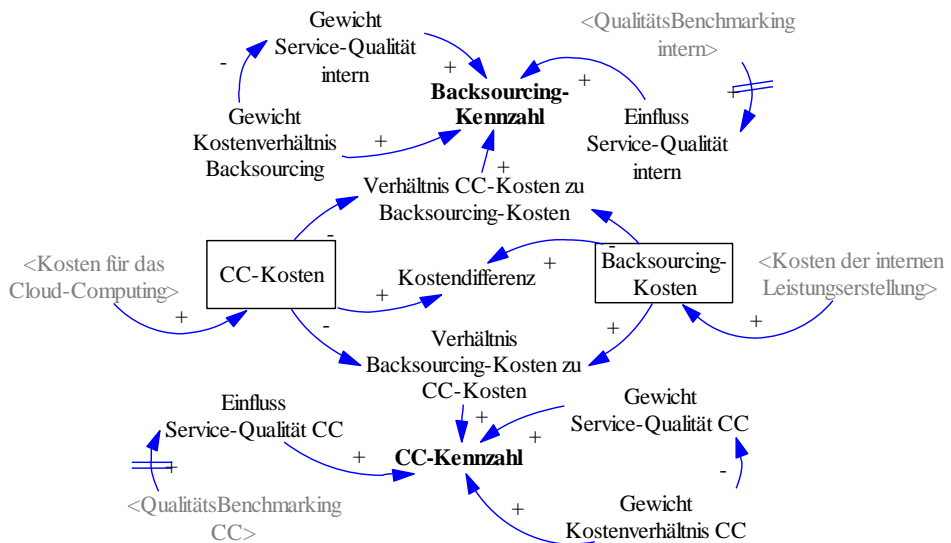 Gewicht
Service-Qualität
intern
<QualitätsBenchmarking
intern>
-
+
+
+
Backsourcing-
Kennzahl
Gewicht
Kostenverhältnis
Backsourcing
+
Einfluss
Service-Qualität
intern
+
Verhältnis CC-Kosten zu
Backsourcing-Kosten
-
-
<Kosten für das
Cloud-Computing>
CC-Kosten
Kostendifferenz
+
Backsourcing-
Kosten
<Kosten der internen
Leistungserstellung>
+
+
-
+
+
Verhältnis
Backsourcing-Kosten zu
CC-Kosten
Einfluss
Service-Qualität CC
+
+
Gewicht
Service-Qualität CC
+
+
CC-Kennzahl
-
<QualitätsBenchmarking
CC>
+
Gewicht
Kostenverhältnis CC